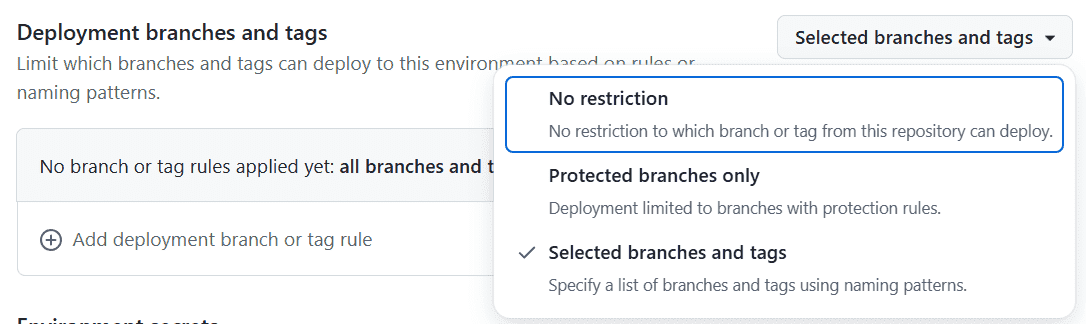 Deployment branches and tags
Selected branches and tags
Limit which branches and tags can deploy to this environment based on rules or
naming patterns.
No restriction
No restriction to which branch or tag from this repository can deploy.
No branch or tag rules applied yet: all branches and t
Protected branches only
Deployment limited to branches with protection rules.
Add deployment branch or tag rule
Selected branches and tags
Specify a list of branches and tags using naming patterns.
Environment secrets